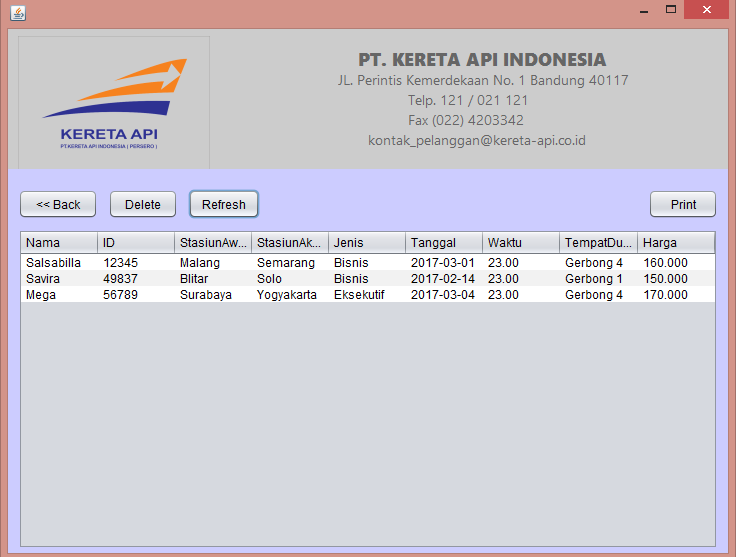 KERETA API
PT.KERETA API INDONESIA ( PERSERO )
PT. KERETA API INDONESIA
JL. Perintis Kemerdekaan No. 1 Bandung 40117
Telp. 121 / 021 121
Fax (022) 4203342
kontak_pelanggan@kereta-api.co.id
<< Back Delete Refresh Print
Nama ID StasiunAw... StasiunAk... Jenis Tanggal Waktu TempatDu... Harga
Salsabilla 12345 Malang Semarang Bisnis 2017-03-01 23.00 Gerbong 4 160.000
Savira 49837 Blitar Solo Bisnis 2017-02-14 23.00 Gerbong 1 150.000
Mega 56789 Surabaya Yogyakarta Eksekutif 2017-03-04 23.00 Gerbong 4 170.000